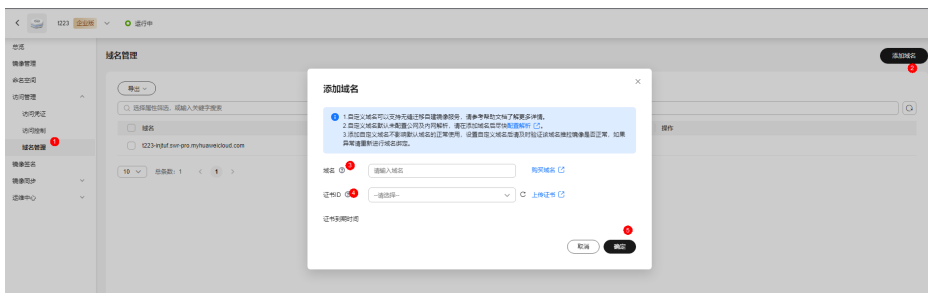 t223 企业版 运行中
总览
镜像管理
命名空间
访问管理
访问凭证
访问控制
域名管理 1
镜像签名
镜像同步
运维中心
域名管理
添加域名
2
导出
选择属性筛选，或输入关键字搜索
域名
操作
t223-injtuf.swr-pro.myhuaweicloud.com
10 总条数：1 < 1 >
添加域名
1.自定义域名可以支持无缝迁移自建镜像服务，请参考帮助文档了解更多详情。
2.自定义域名默认未配置公网及内网解析，请在添加域名后尽快配置解析。
3.添加自定义域名不影响默认域名的正常使用，设置自定义域名后请及时验证该域名推拉镜像是否正常，如果
异常请重新进行域名绑定。
域名 3 请输入域名 购买域名
证书ID 4 --请选择-- 上传证书
证书到期时间
5
取消 确定